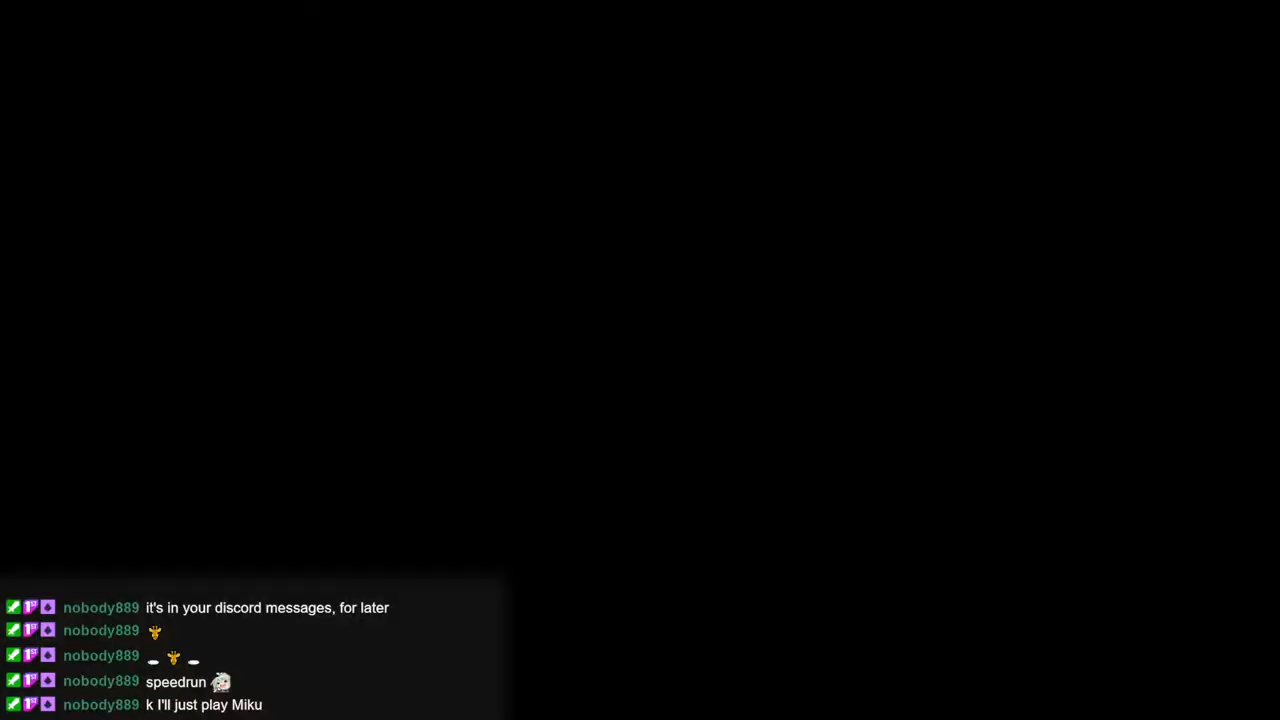 nobody889 it's in your discord messages, for later
nobody889
nobody889
nobody889 speedrun
nobody889 k I'll just play Miku